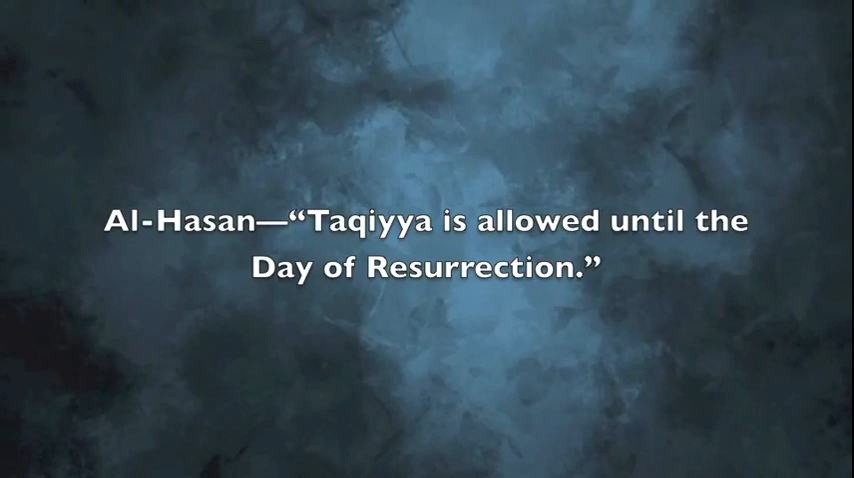 Al-Hasan—“Taqiyya is allowed until the
Day of Resurrection.”